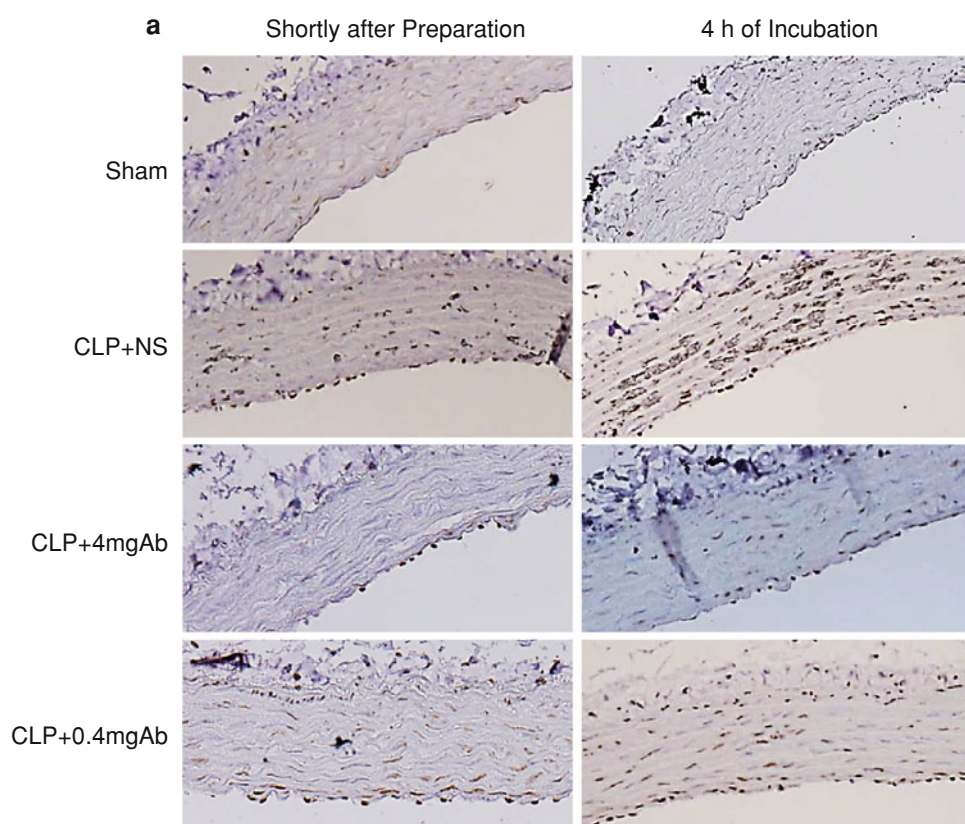 a
Shortly after Preparation
4 h of Incubation
Sham
CLP+NS
CLP+4mgAb
CLP+0.4mgAb